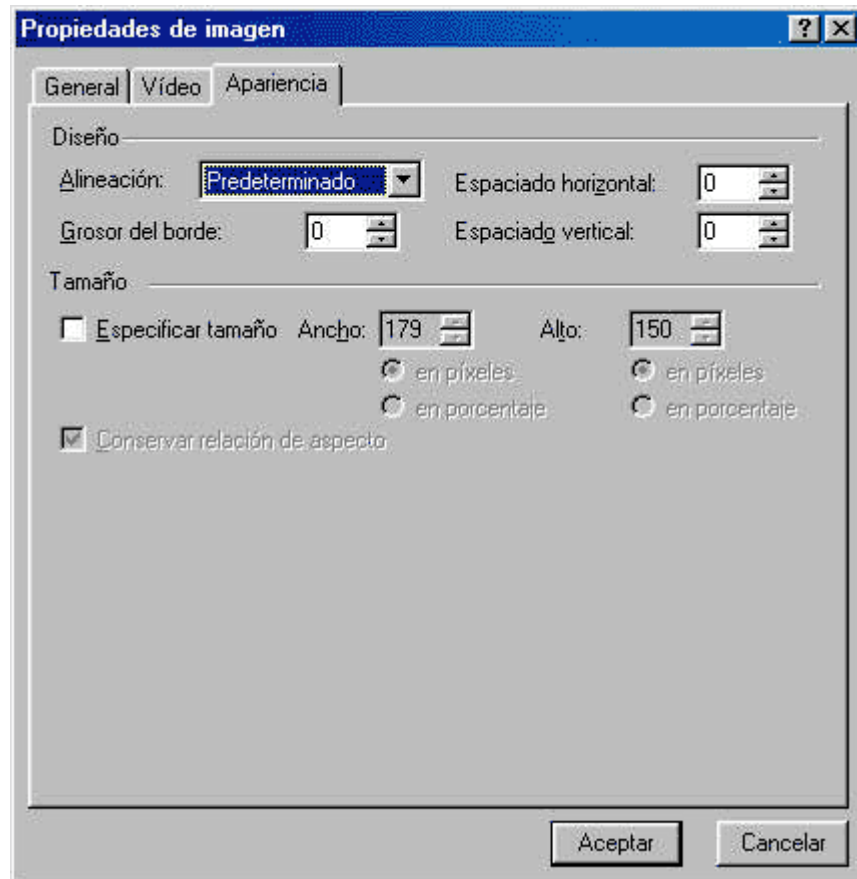 Propiedades de imagen
General Vídeo Apariencia
Diseño
Alineación: Predeterminado Espaciado horizontal: 0
Grosor del borde: 0 Espaciado vertical: 0
Tamaño
Especificar tamaño Ancho: 179 Alto: 150
en píxeles en píxeles
en porcentaje en porcentaje
Conservar relación de aspecto
Aceptar Cancelar